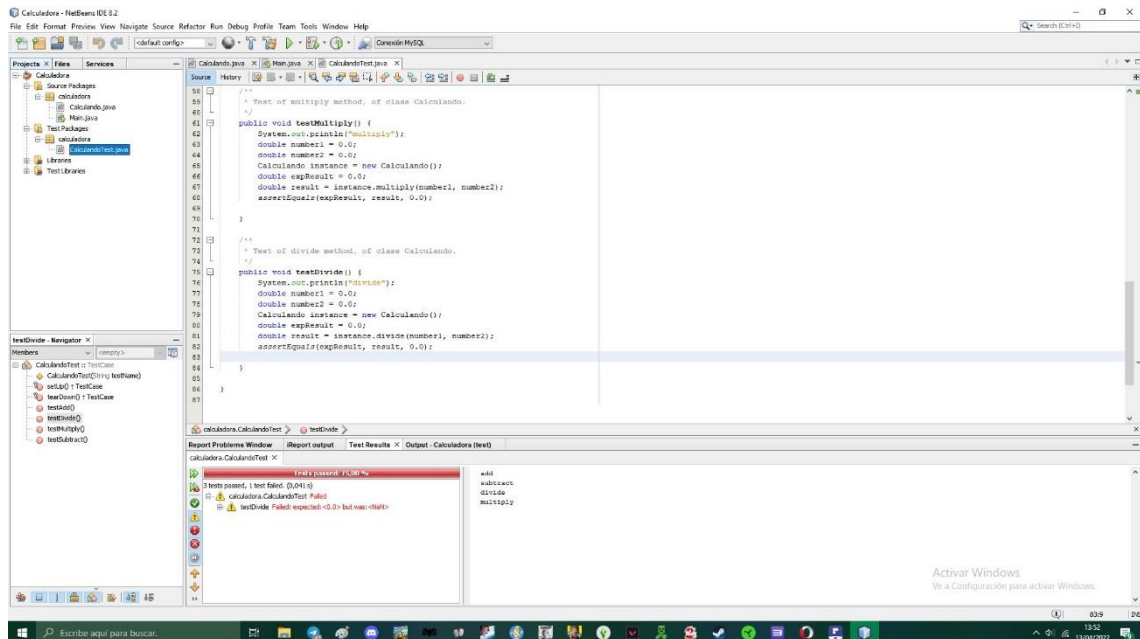 Calculadora - NetBeans IDE 8.2
File Edit Format Preview View Navigate Source Refactor Run Debug Profile Team Tools Window Help
Search (Ctrl+I)
<default config>
Conexión MySQL
Projects X Files Services
Calculando.java X Main.java X CalculandoTest.java X
Source History
Calculadora
Source Packages
calculadora
Calculando.java
Main.java
Test Packages
calculadora
CalculandoTest.java
Libraries
Test Libraries
58 /**
59 * Test of multiply method, of class Calculando.
60 */
61 public void testMultiply() {
62 System.out.println("multiply");
63 double number1 = 0.0;
64 double number2 = 0.0;
65 Calculando instance = new Calculando();
66 double expResult = 0.0;
67 double result = instance.multiply(number1, number2);
68 assertEquals(expResult, result, 0.0);
69
70 }
71
72 /**
73 * Test of divide method, of class Calculando.
74 */
75 public void testDivide() {
76 System.out.println("divide");
77 double number1 = 0.0;
78 double number2 = 0.0;
79 Calculando instance = new Calculando();
80 double expResult = 0.0;
81 double result = instance.divide(number1, number2);
82 assertEquals(expResult, result, 0.0);
83
84 }
85
86 }
87
testDivide - Navigator X
Members <empty>
CalculandoTest :: TestCase
CalculandoTest(String testName)
setUp() ↑ TestCase
tearDown() ↑ TestCase
testAdd()
testDivide()
testMultiply()
testSubtract()
calculadora.CalculandoTest > testDivide >
Report Problems Window iReport output Test Results X Output - Calculadora (test)
calculadora.CalculandoTest X
Tests passed: 75,00 %
3 tests passed, 1 test failed. (0,041 s)
calculadora.CalculandoTest Failed
testDivide Failed: expected:<0.0> but was:<NaN>
add
subtract
divide
multiply
Activar Windows
Ve a Configuración para activar Windows.
83:9 INS
Escribe aquí para buscar.
13:52
13/04/2022